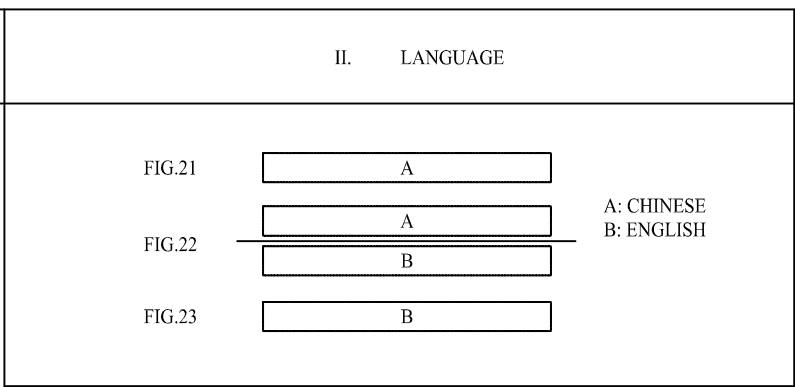 II. LANGUAGE
FIG.21 A
A
FIG.22
B
A: CHINESE
B: ENGLISH
FIG.23 B